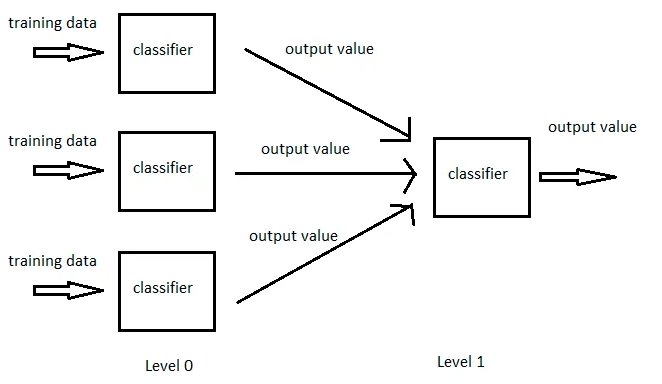 training data
classifier
output value
training data
classifier
output value
output value
classifier
training data
classifier
output value
Level 0
Level 1